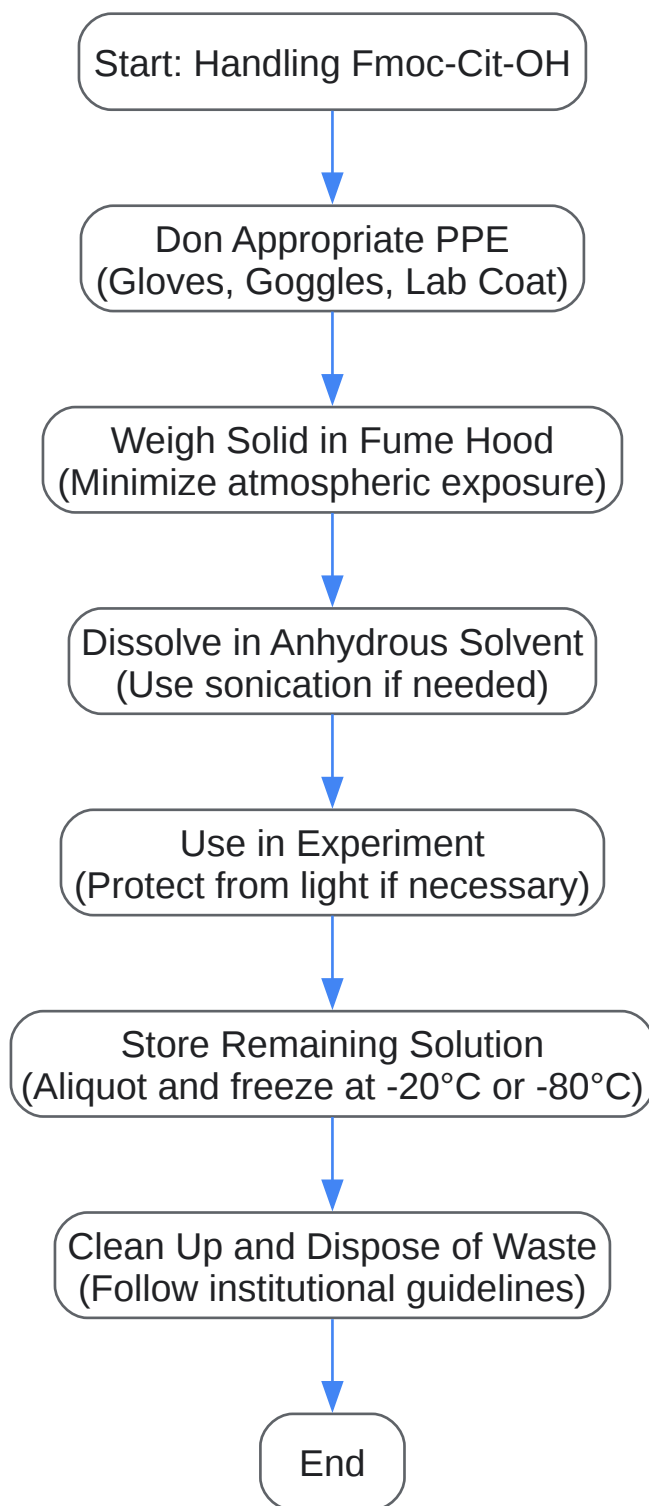 Start: Handling Fmoc-Cit-OH
Don Appropriate PPE
(Gloves, Goggles, Lab Coat)
Weigh Solid in Fume Hood
(Minimize atmospheric exposure)
Dissolve in Anhydrous Solvent
(Use sonication if needed)
Use in Experiment
(Protect from light if necessary)
Store Remaining Solution
(Aliquot and freeze at -20°C or -80°C)
Clean Up and Dispose of Waste
(Follow institutional guidelines)
End